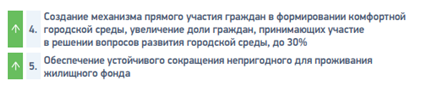 4. Создание механизма прямого участия граждан в формировании комфортной
городской среды, увеличение доли граждан, принимающих участие
в решении вопросов развития городской среды, до 30%
5. Обеспечение устойчивого сокращения непригодного для проживания
жилищного фонда